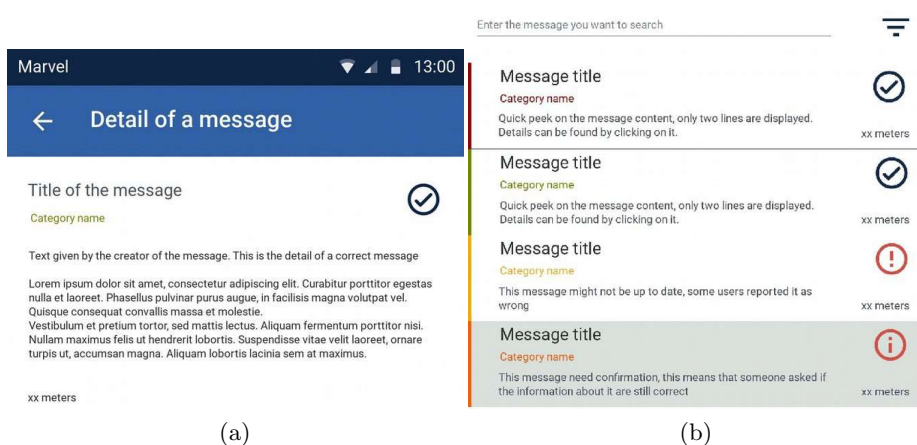 Marvel 13:00
Detail of a message
Title of the message
Category name
Text given by the creator of the message. This is the detail of a correct message
Lorem ipsum dolor sit amet, consectetur adipiscing elit. Curabitur porttitor egestas
nulla et laoreet. Phasellus pulvinar purus augue, in facilisis magna volutpat vel.
Quisque consequat convallis massa et molestie.
Vestibulum et pretium tortor, sed mattis lectus. Aliquam fermentum porttitor nisi.
Nullam maximus felis ut hendrerit lobortis. Suspendisse vitae velit laoreet, ornare
turpis ut, accumsan magna. Aliquam lobortis lacinia sem at maximus.
xx meters
(a)
Enter the message you want to search
Message title
Category name
Quick peek on the message content, only two lines are displayed.
Details can be found by clicking on it.
xx meters
Message title
Category name
Quick peek on the message content, only two lines are displayed.
Details can be found by clicking on it.
xx meters
Message title
Category name
This message might not be up to date, some users reported it as
wrong
xx meters
Message title
Category name
This message need confirmation, this means that someone asked if
the information about it are still correct
xx meters
(b)